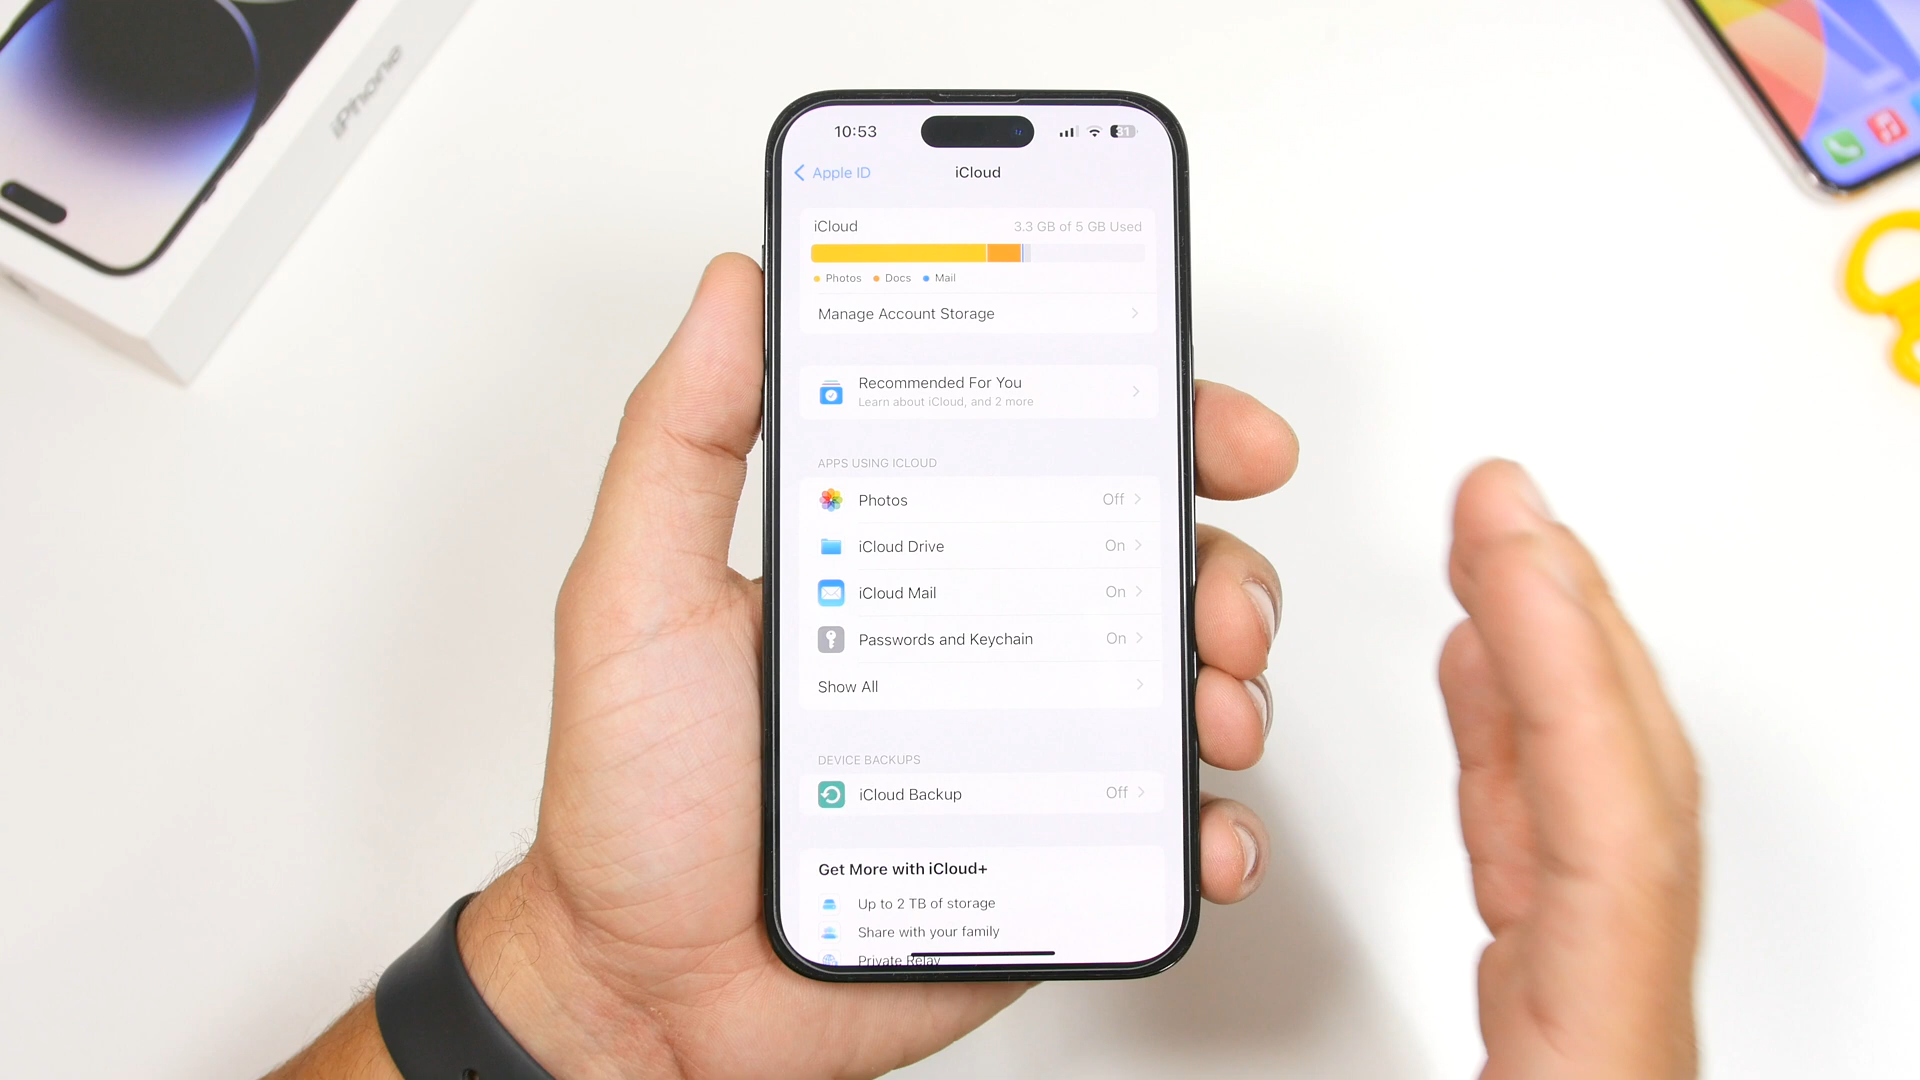 iPhone
10:53
31
Apple ID
iCloud
iCloud
3.3 GB of 5 GB Used
Photos Docs Mail
Manage Account Storage
Recommended For You
Learn about iCloud, and 2 more
APPS USING ICLOUD
Photos Off
iCloud Drive On
iCloud Mail On
Passwords and Keychain On
Show All
DEVICE BACKUPS
iCloud Backup Off
Get More with iCloud+
Up to 2 TB of storage
Share with your family
Private Relay